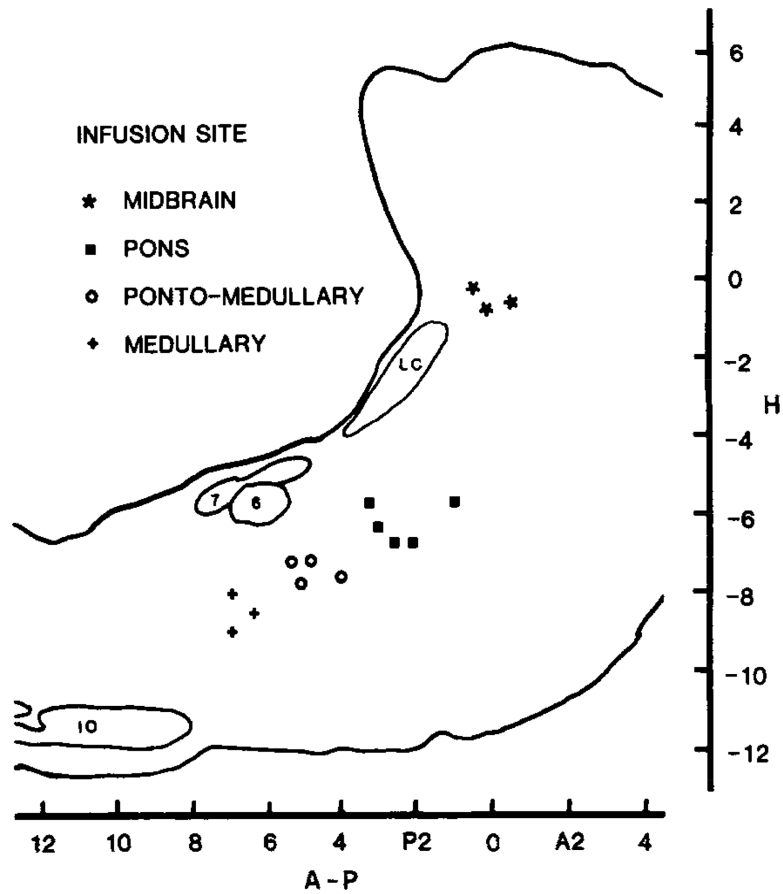 INFUSION SITE
* MIDBRAIN
■ PONS
o PONTO-MEDULLARY
+ MEDULLARY
LC
7
6
IO
6
4
2
0
-2
-4
-6
-8
-10
-12
H
12 10 8 6 4 P2 0 A2 4
A-P